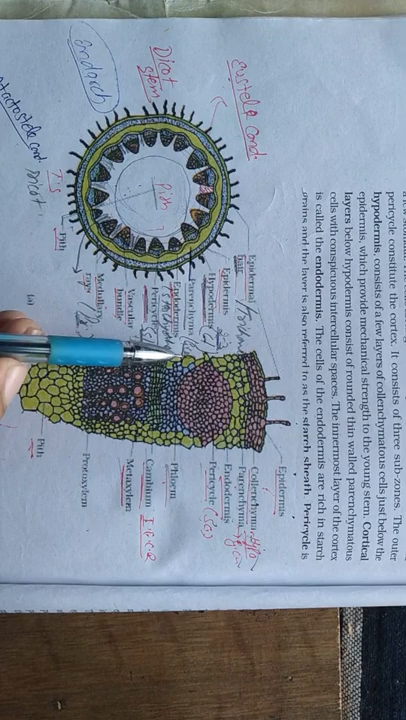 pericycle constitute the cortex. It consists of three sub-zones. The outer
hypodermis, consists of a few layers of collenchymatous cells just below the
epidermis, which provide mechanical strength to the young stem. Cortical
layers below hypodermis consist of rounded thin walled parenchymatous
cells with conspicuous intercellular spaces. The innermost layer of the cortex
is called the endodermis. The cells of the endodermis are rich in starch
grains and the layer is also referred to as the starch sheath. Pericycle is
eustele cond.
Dicot
stem
endarch
T.S
Pith
Epidermal
hair
Epidermis
Hypodermis
Parenchyma
Endodermis
Pericycle
Vascular
bundle
Medullary
rays
Pith
(a)
Epidermis
Collenchyma
Parenchyma
Endodermis
Pericycle
Phloem
Cambium
Metaxylem
Protoxylem
Pith